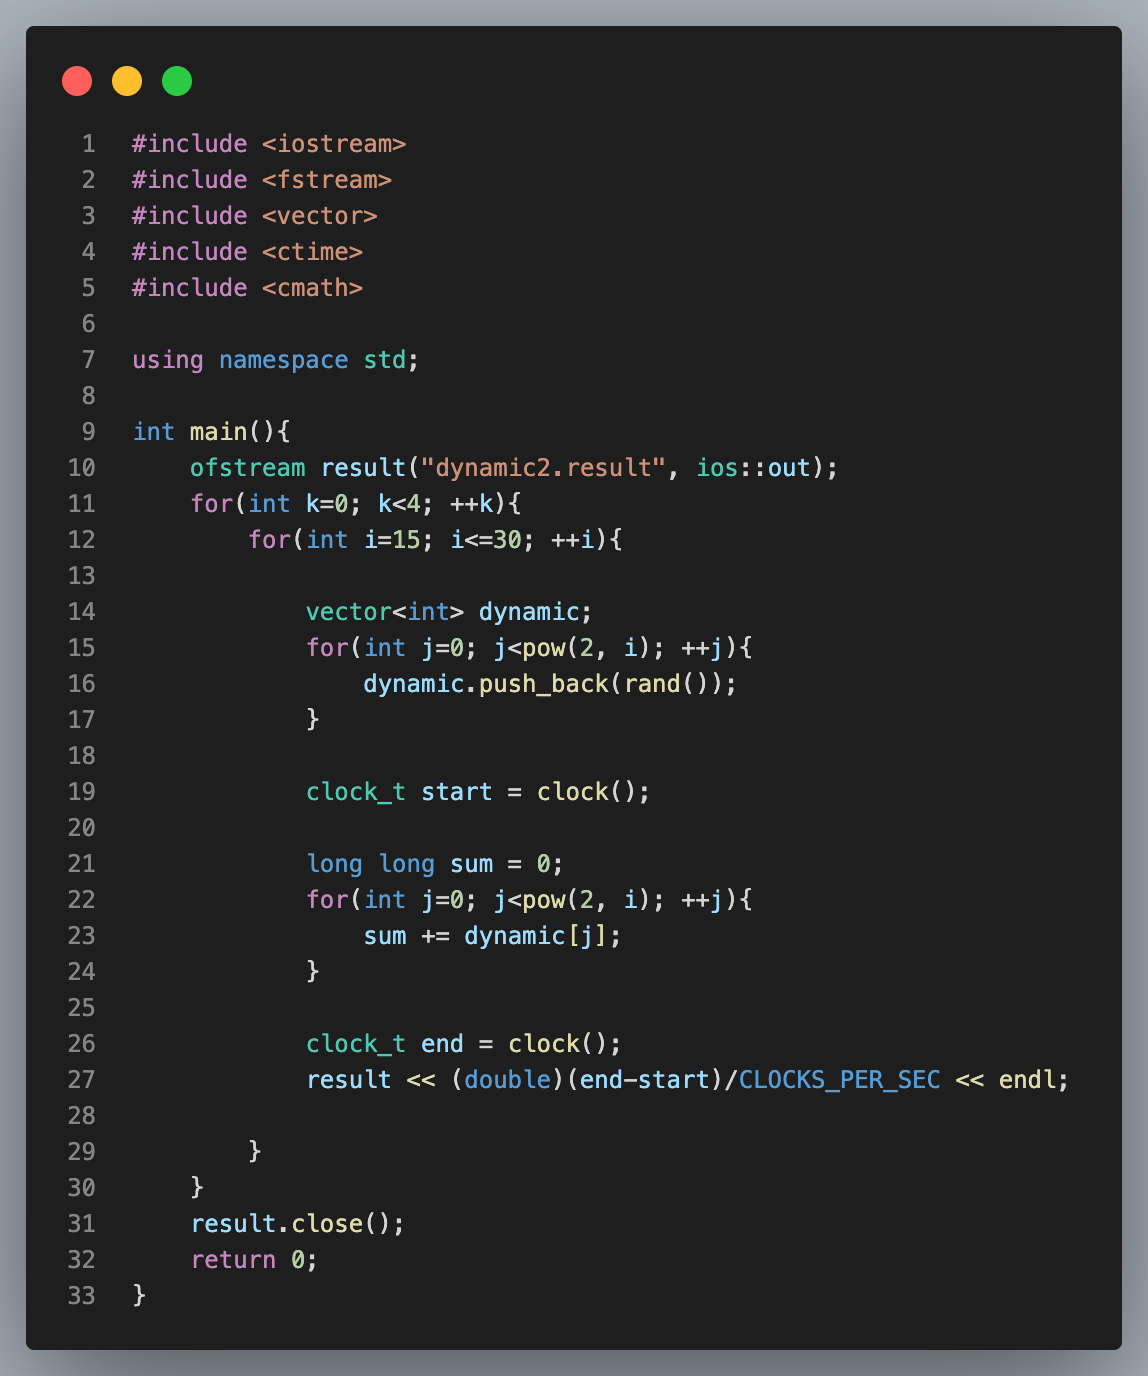 1 #include <iostream>
2 #include <fstream>
3 #include <vector>
4 #include <ctime>
5 #include <cmath>
6
7 using namespace std;
8
9 int main(){
10     ofstream result("dynamic2.result", ios::out);
11     for(int k=0; k<4; ++k){
12         for(int i=15; i<=30; ++i){
13
14             vector<int> dynamic;
15             for(int j=0; j<pow(2, i); ++j){
16                 dynamic.push_back(rand());
17             }
18
19             clock_t start = clock();
20
21             long long sum = 0;
22             for(int j=0; j<pow(2, i); ++j){
23                 sum += dynamic[j];
24             }
25
26             clock_t end = clock();
27             result << (double)(end-start)/CLOCKS_PER_SEC << endl;
28
29         }
30     }
31     result.close();
32     return 0;
33 }